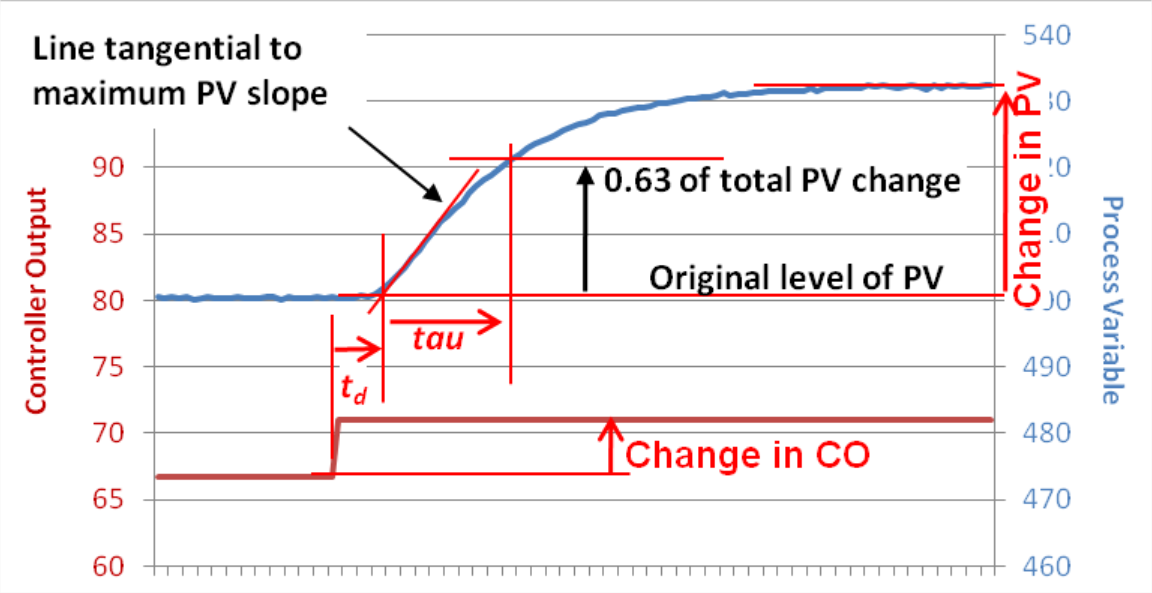 Line tangential to
maximum PV slope
540
90
85
80
75
70
65
60
490
480
470
460
Controller Output
Process Variable
Change in PV
0.63 of total PV change
Original level of PV
tau
td
Change in CO